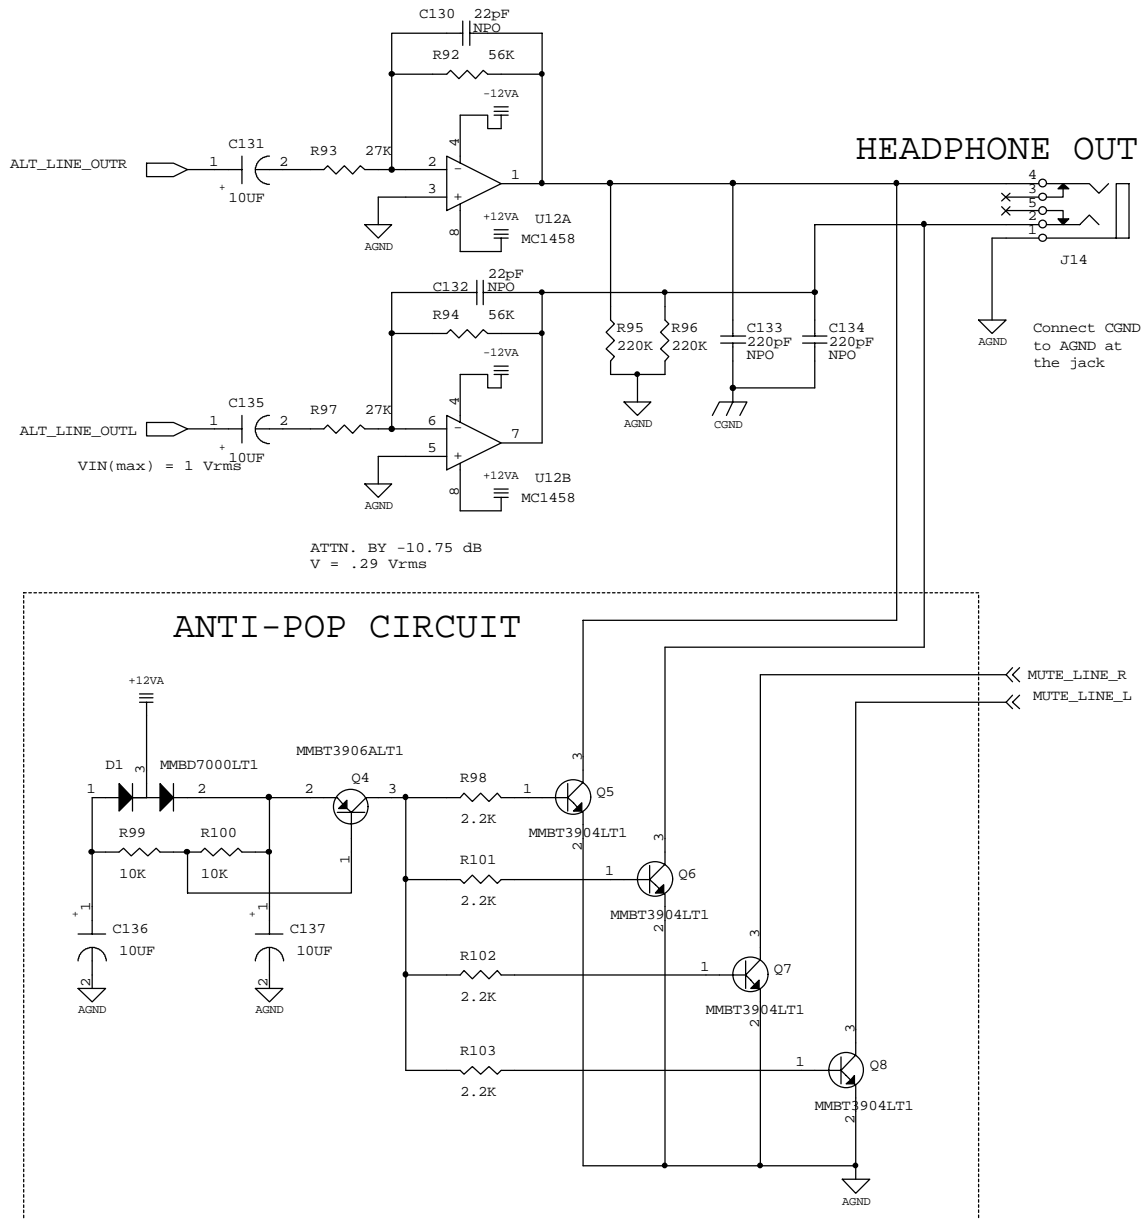 C130 22pF
NPO
R92 56K
-12VA
4
C131
ALT_LINE_OUTR 1 2 R93 27K 2 - 1
+ 10UF 3 +
AGND
+12VA U12A
8 MC1458
HEADPHONE OUT
4
3
5
2
1
J14
AGND
Connect CGND
to AGND at
the jack
22pF
C132 NPO
R94 56K
-12VA
4
R95 R96 C133 C134
220K 220K 220pF 220pF
NPO NPO
AGND CGND
C135
ALT_LINE_OUTL 1 2 R97 27K 6 - 7
+ 10UF 5 +
VIN(max) = 1 Vrms
AGND
+12VA U12B
8 MC1458
ATTN. BY -10.75 dB
V = .29 Vrms
ANTI-POP CIRCUIT
+12VA
MUTE_LINE_R
MUTE_LINE_L
MMBT3906ALT1
D1 3 MMBD7000LT1 Q4
1 2 2 3 R98 1 3 Q5
2.2K
MMBT3904LT1
2
R99 R100 1
10K 10K
R101 1 3 Q6
2.2K
MMBT3904LT1
2
+ 1 + 1
C136 C137
10UF 10UF
2 2
AGND AGND
R102 1 3 Q7
2.2K
MMBT3904LT1
2
R103 1 3 Q8
2.2K
MMBT3904LT1
2
AGND